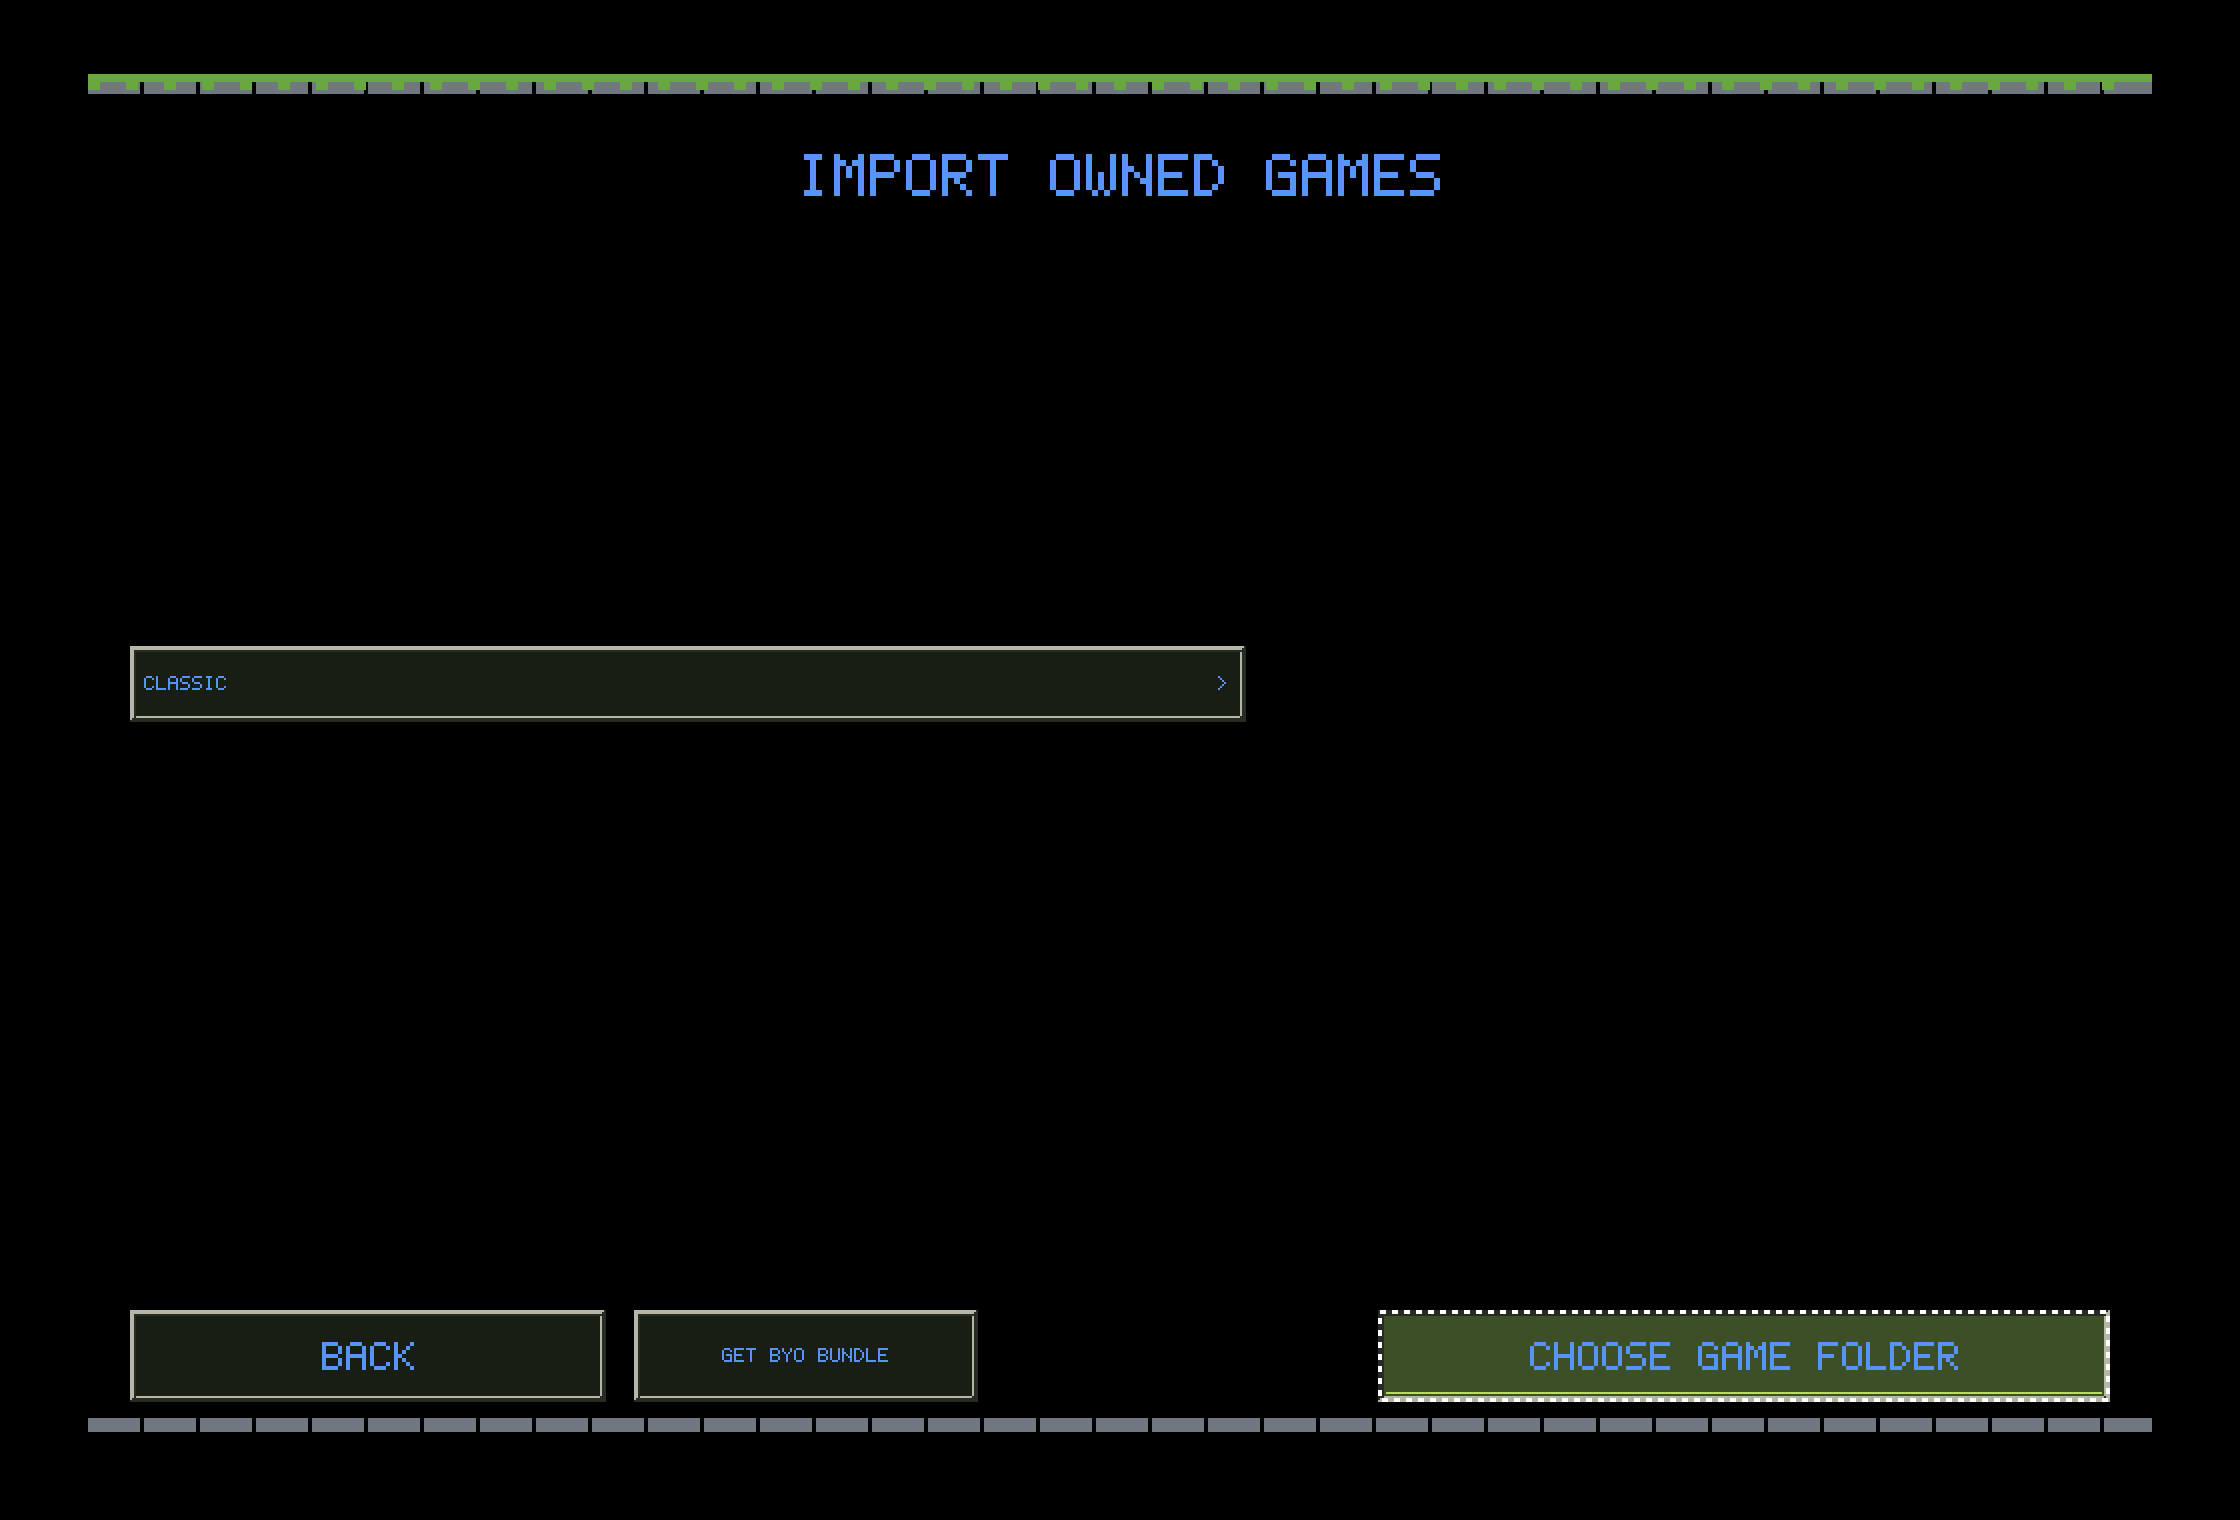 IMPORT OWNED GAMES
CLASSIC >
BACK
GET BYO BUNDLE
CHOOSE GAME FOLDER